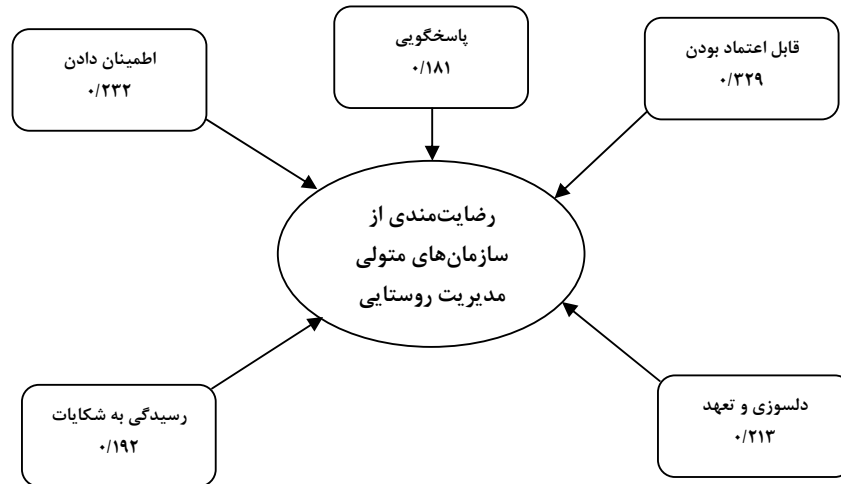 قابل اعتماد بودن
۰/۳۲۹
پاسخگویی
۰/۱۸۱
اطمینان دادن
۰/۲۳۲
رضایت‌مندی از
سازمان‌های متولی
مدیریت روستایی
دلسوزی و تعهد
۰/۲۱۳
رسیدگی به شکایات
۰/۱۹۲